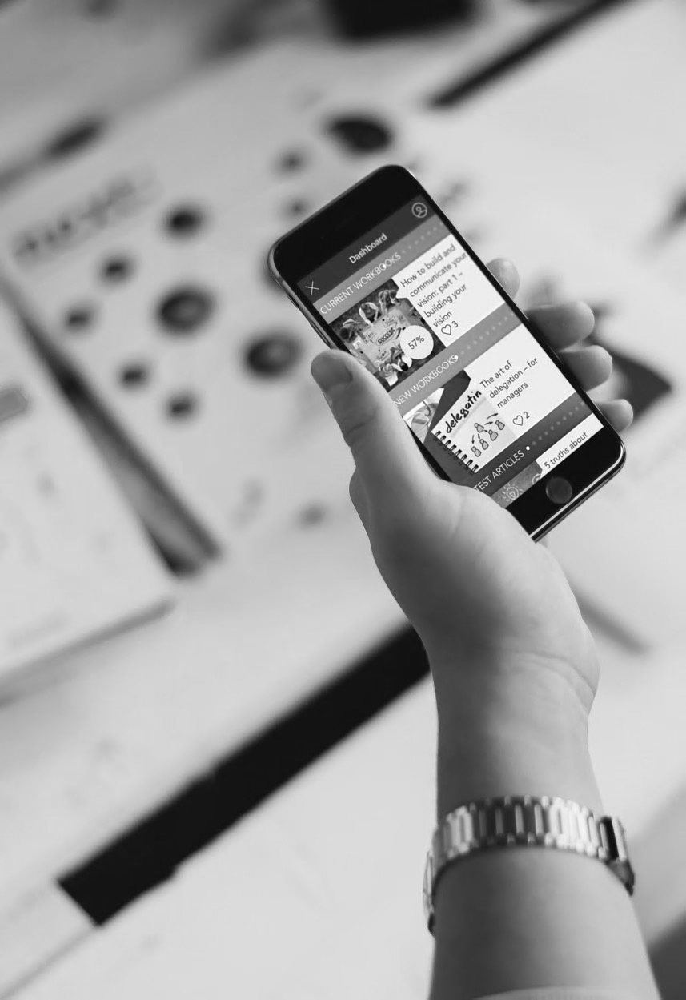 Dashboard
CURRENT WORKBOOKS
How to build and
communicate your
vision: part 1 –
building your
vision
3
SUCCESS
57%
NEW WORKBOOKS
The art of
delegation – for
managers
2
delegatin
TEST ARTICLES
5 truths about